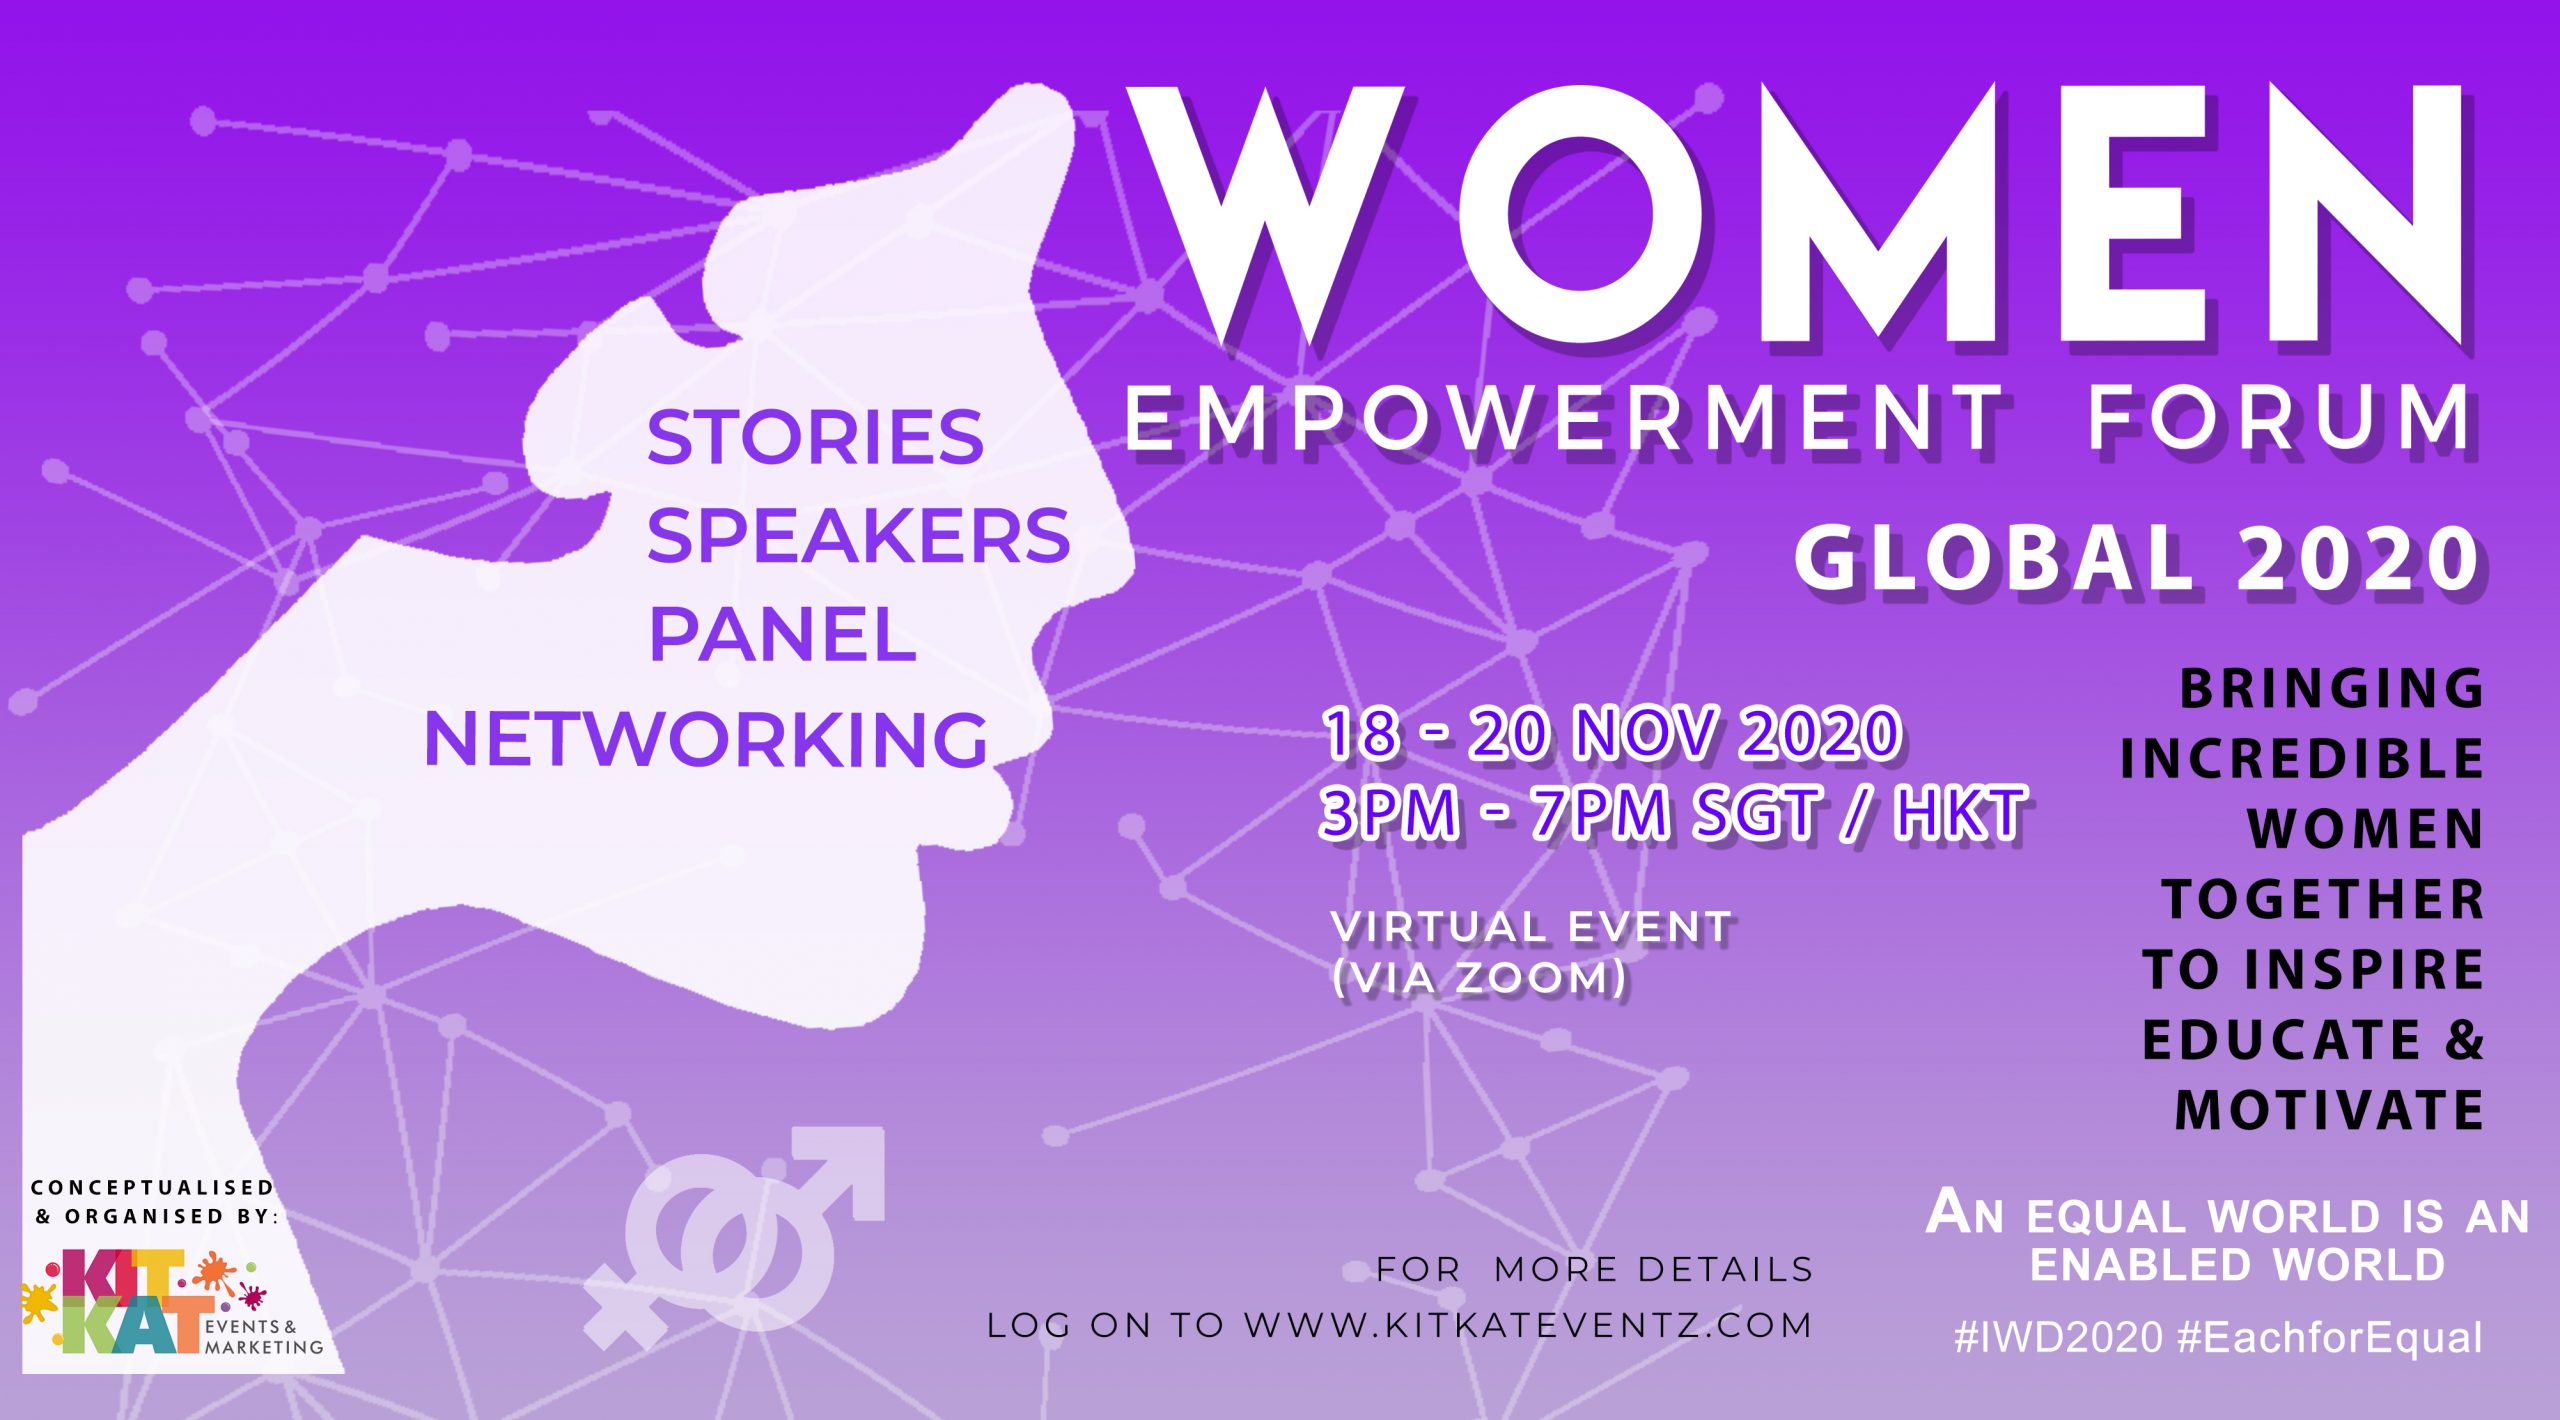 WOMEN
EMPOWERMENT FORUM
GLOBAL 2020
STORIES
SPEAKERS
PANEL
NETWORKING
18 - 20 NOV 2020
3PM - 7PM SGT / HKT
VIRTUAL EVENT
(VIA ZOOM)
BRINGING
INCREDIBLE
WOMEN
TOGETHER
TO INSPIRE
EDUCATE &
MOTIVATE
CONCEPTUALISED
& ORGANISED BY:
KIT
KAT
EVENTS &
MARKETING
FOR MORE DETAILS
LOG ON TO WWW.KITKATEVENTZ.COM
AN EQUAL WORLD IS AN
ENABLED WORLD
#IWD2020 #EachforEqual